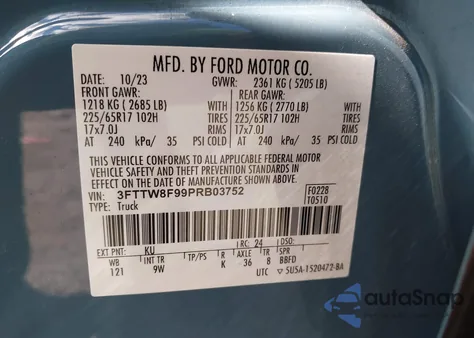 MFD. BY FORD MOTOR CO.
DATE: 10/23 GVWR: 2361 KG ( 5205 LB)
FRONT GAWR: REAR GAWR:
1218 KG ( 2685 LB) WITH 1256 KG ( 2770 LB) WITH
225/65R17 102H TIRES 225/65R17 102H TIRES
17x7.0J RIMS 17x7.0J RIMS
AT 240 kPa/ 35 PSI COLD AT 240 kPa/ 35 PSI COLD
THIS VEHICLE CONFORMS TO ALL APPLICABLE FEDERAL MOTOR
VEHICLE SAFETY AND THEFT PREVENTION STANDARDS IN EFFECT ON THE
DATE OF MANUFACTURE SHOWN ABOVE.
VIN: 3FTTW8F99PRB03752 F0228
TYPE: Truck T0510
EXT PNT: KU RC: 24 DSO:
WB INT TR TP/PS R AXLE TR SPR
121 9W K 36 8 BBFD
UTC 5U5A-1520472-BA
autoSnap